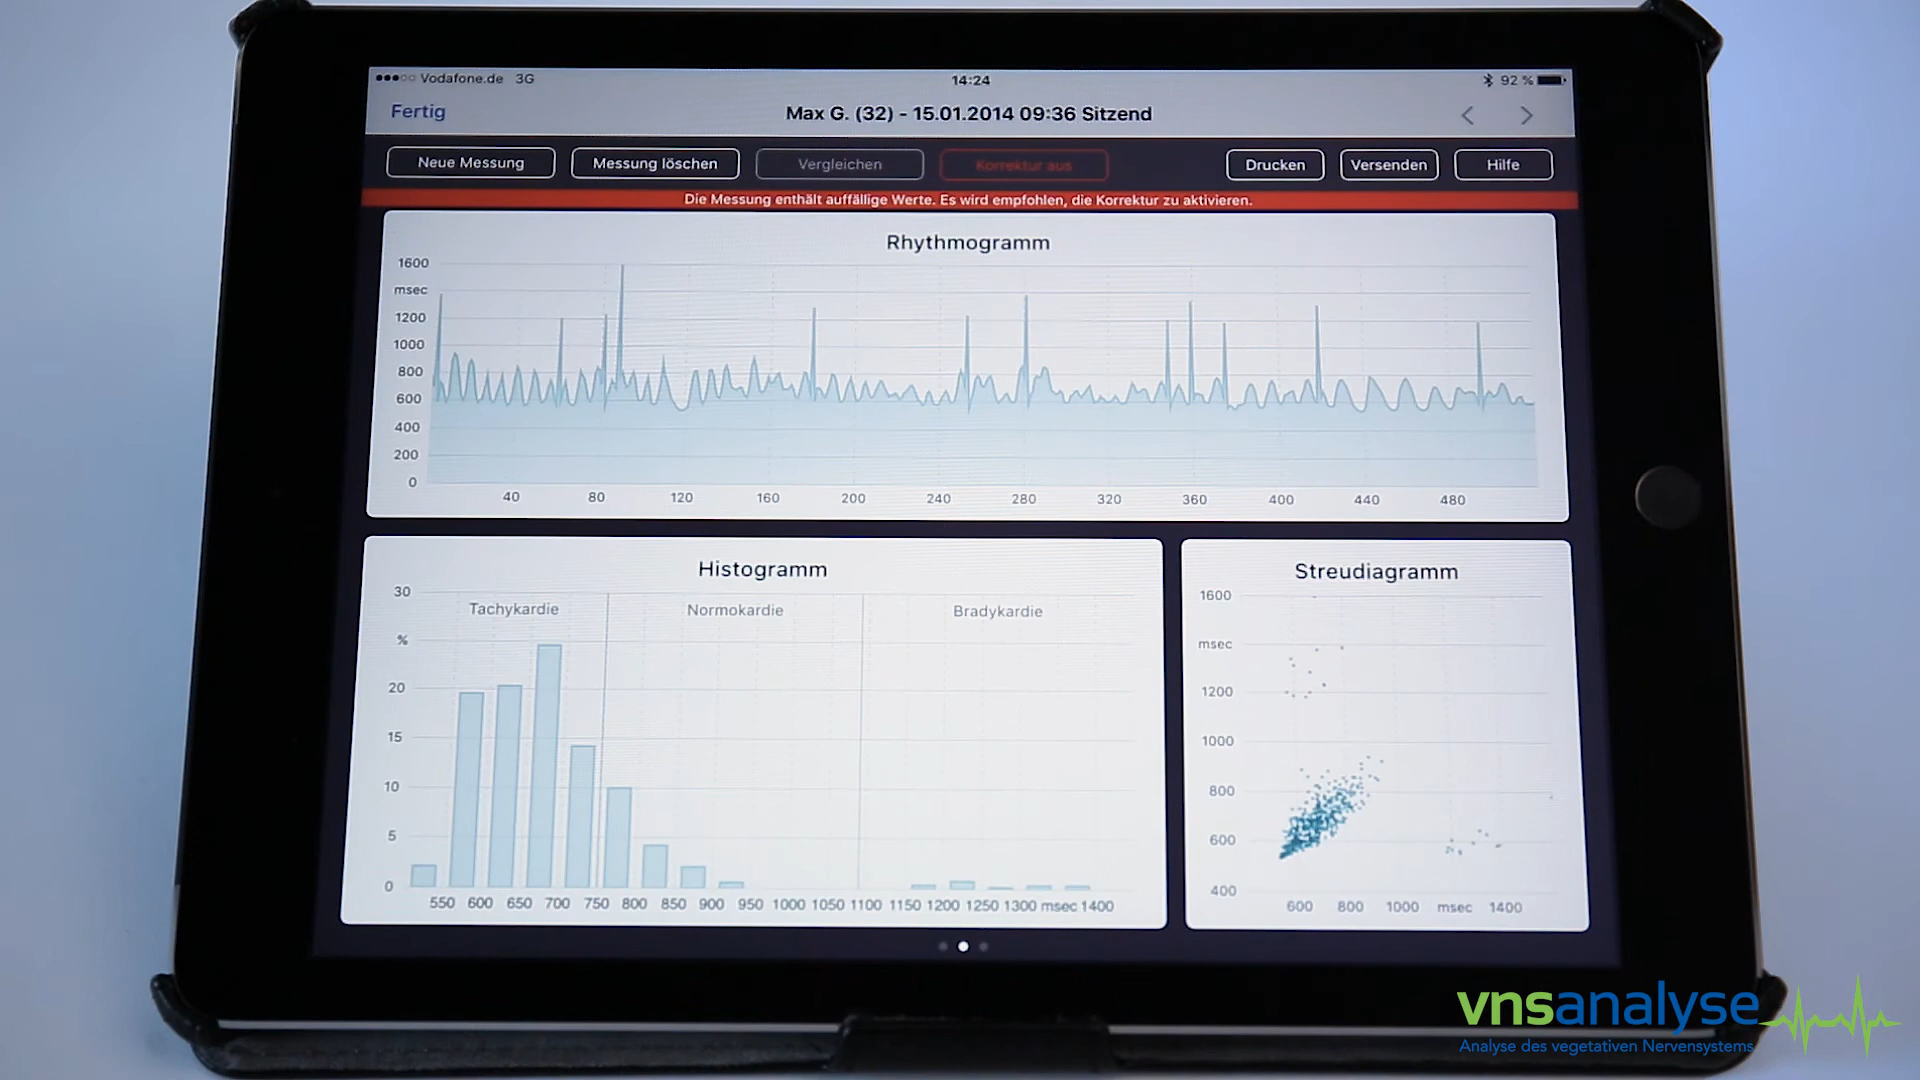 Vodafone.de 3G 14:24 92 %
Fertig Max G. (32) - 15.01.2014 09:36 Sitzend
Neue Messung Messung löschen Vergleichen Korrektur aus Drucken Versenden Hilfe
Die Messung enthält auffällige Werte. Es wird empfohlen, die Korrektur zu aktivieren.
Rhythmogramm
1600
msec
1200
1000
800
600
400
200
0
40 80 120 160 200 240 280 320 360 400 440 480
Histogramm
30
Tachykardie Normokardie Bradykardie
%
20
15
10
5
0
550 600 650 700 750 800 850 900 950 1000 1050 1100 1150 1200 1250 1300 msec 1400
Streudiagramm
1600
msec
1200
1000
800
600
400
600 800 1000 msec 1400
vnsanalyse
Analyse des vegetativen Nervensystems